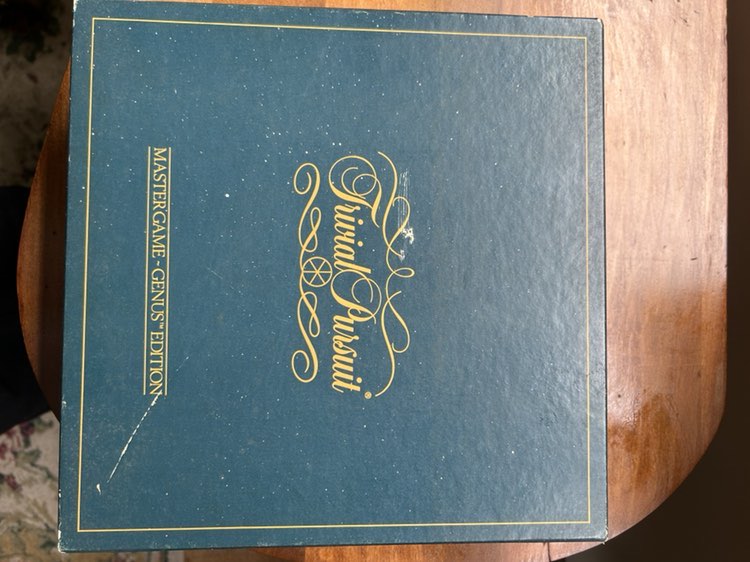 Trivial Pursuit®
MASTER GAME ~ GENUS™ EDITION